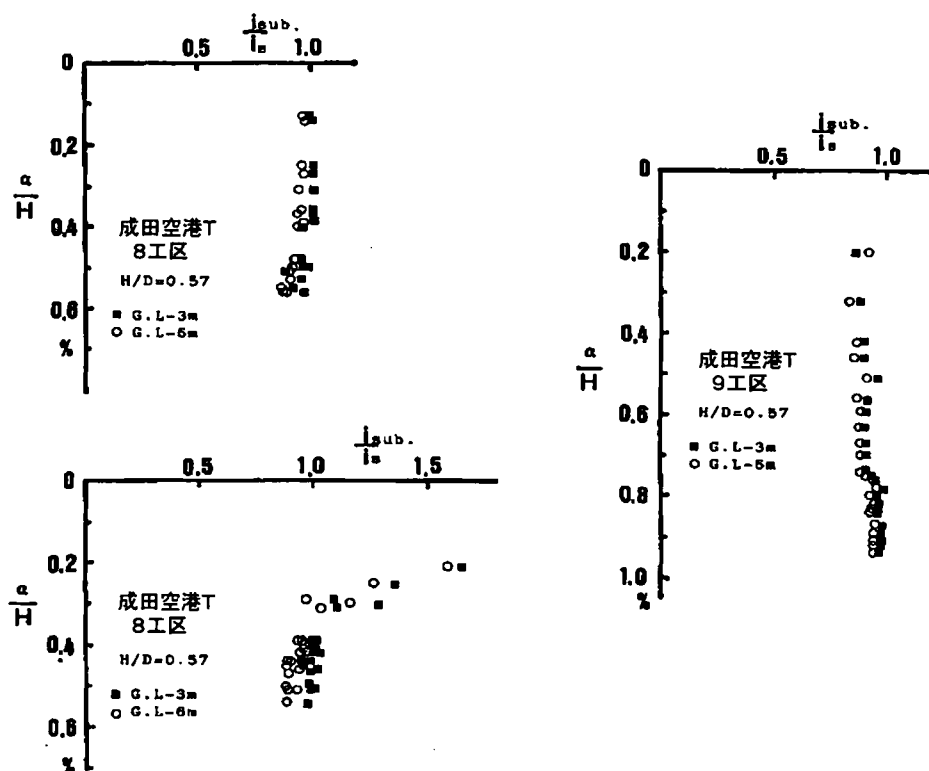 isub.
is
0.5 1.0
0
0.2
0.4
0.6
%
a
H
成田空港T
8工区
H/D=0.57
■ G.L-3m
○ G.L-6m
isub.
is
0.5 1.0 1.5
0
0.2
0.4
0.6
%
a
H
成田空港T
8工区
H/D=0.57
■ G.L-3m
○ G.L-6m
isub.
is
0.5 1.0
0
0.2
0.4
0.6
0.8
1.0
%
a
H
成田空港T
9工区
H/D=0.57
■ G.L-3m
○ G.L-5m